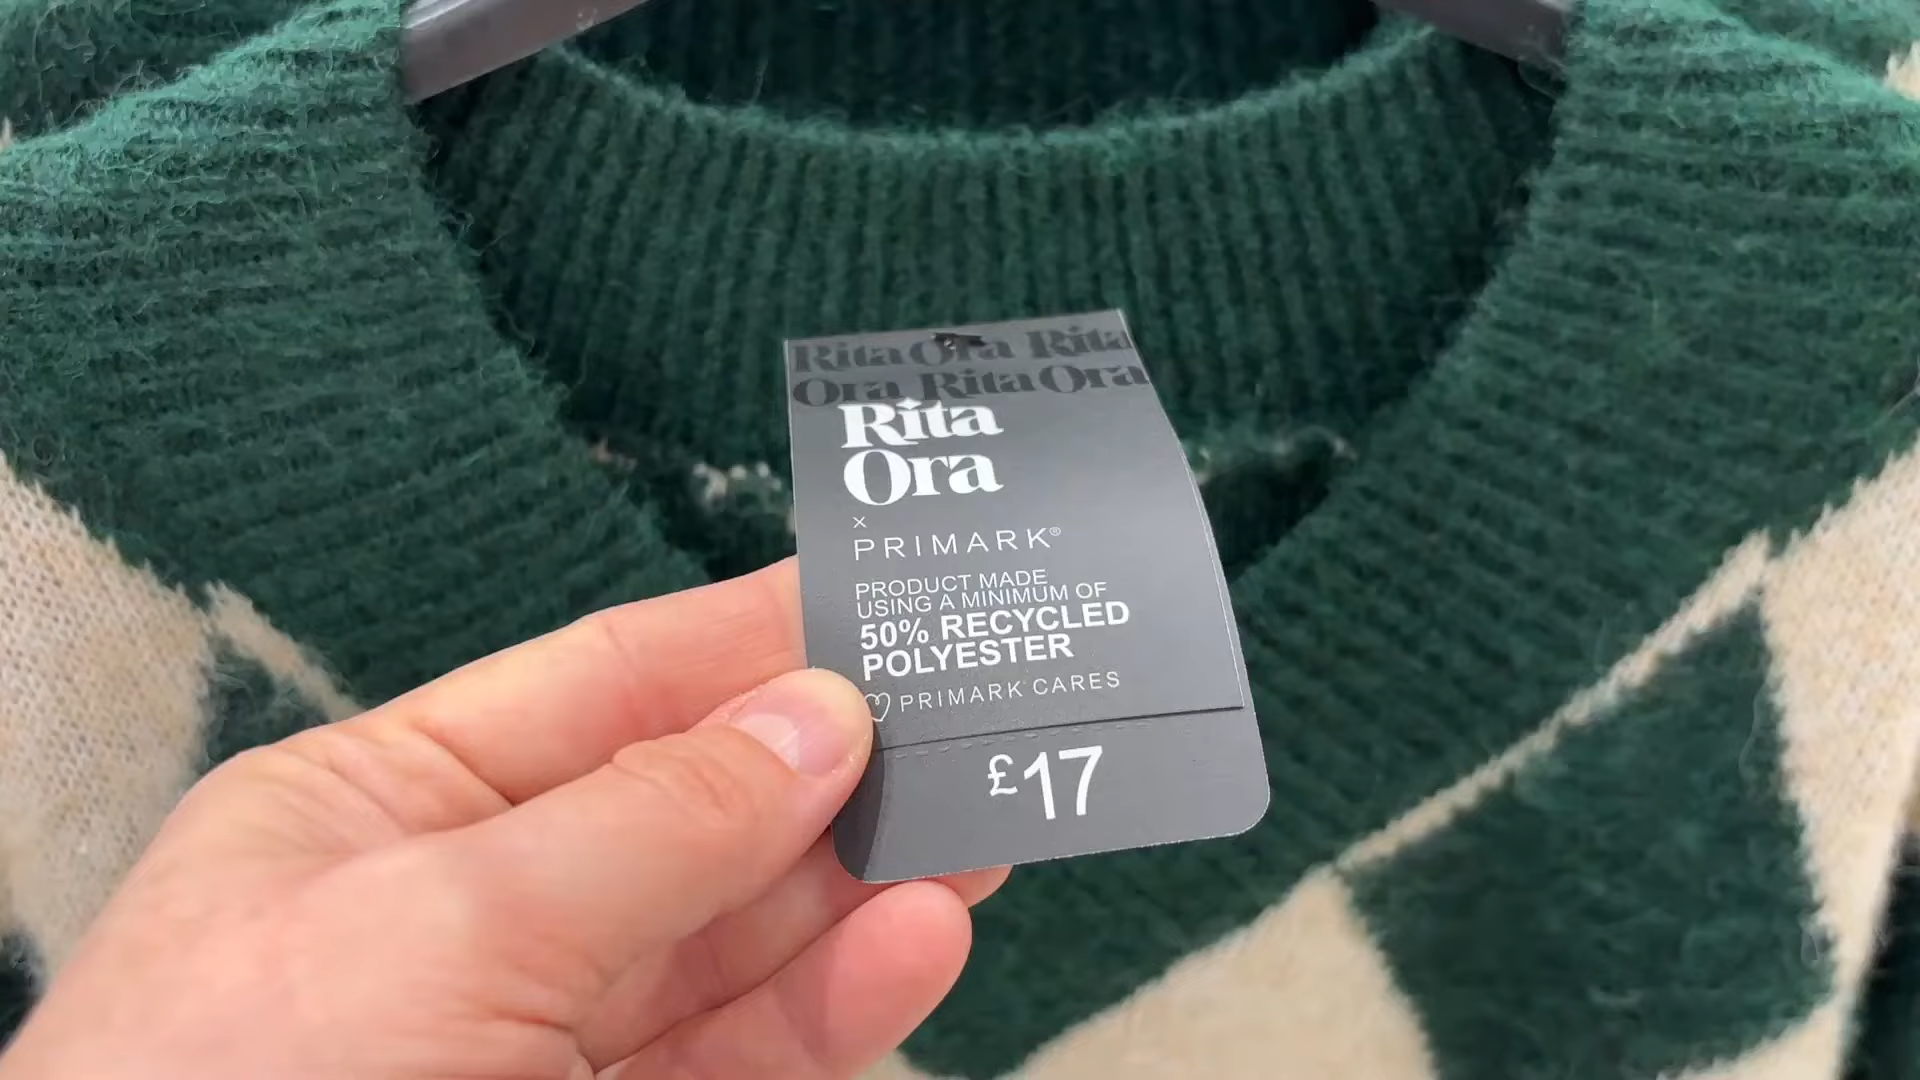 Rita Ora Rita
Ora Rita Ora
Rita
Ora
x
PRIMARK®
PRODUCT MADE
USING A MINIMUM OF
50% RECYCLED
POLYESTER
PRIMARK CARES
£17